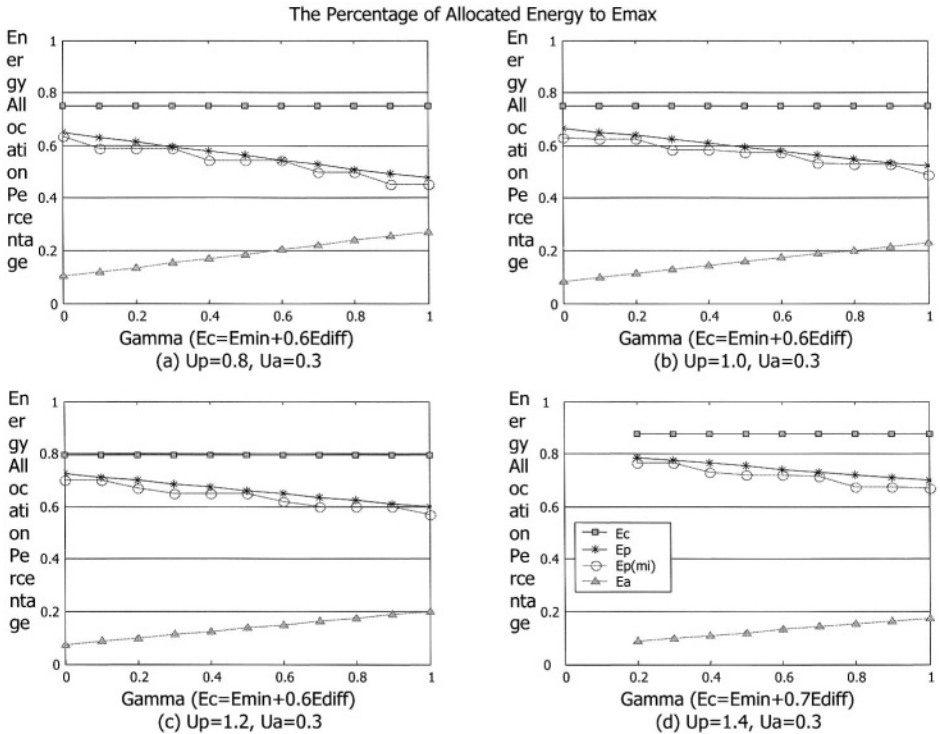 The Percentage of Allocated Energy to Emax
En
er
gy
All
oc
ati
on
Pe
rce
nta
ge
1
0.8
0.6
0.4
0.2
0
0 0.2 0.4 0.6 0.8 1
Gamma (Ec=Emin+0.6Ediff)
(a) Up=0.8, Ua=0.3
En
er
gy
All
oc
ati
on
Pe
rce
nta
ge
1
0.8
0.6
0.4
0.2
0
0 0.2 0.4 0.6 0.8 1
Gamma (Ec=Emin+0.6Ediff)
(b) Up=1.0, Ua=0.3
En
er
gy
All
oc
ati
on
Pe
rce
nta
ge
1
0.8
0.6
0.4
0.2
0
0 0.2 0.4 0.6 0.8 1
Gamma (Ec=Emin+0.6Ediff)
(c) Up=1.2, Ua=0.3
En
er
gy
All
oc
ati
on
Pe
rce
nta
ge
1
0.8
0.6
0.4
0.2
0
Ec
Ep
Ep(mi)
Ea
0 0.2 0.4 0.6 0.8 1
Gamma (Ec=Emin+0.7Ediff)
(d) Up=1.4, Ua=0.3